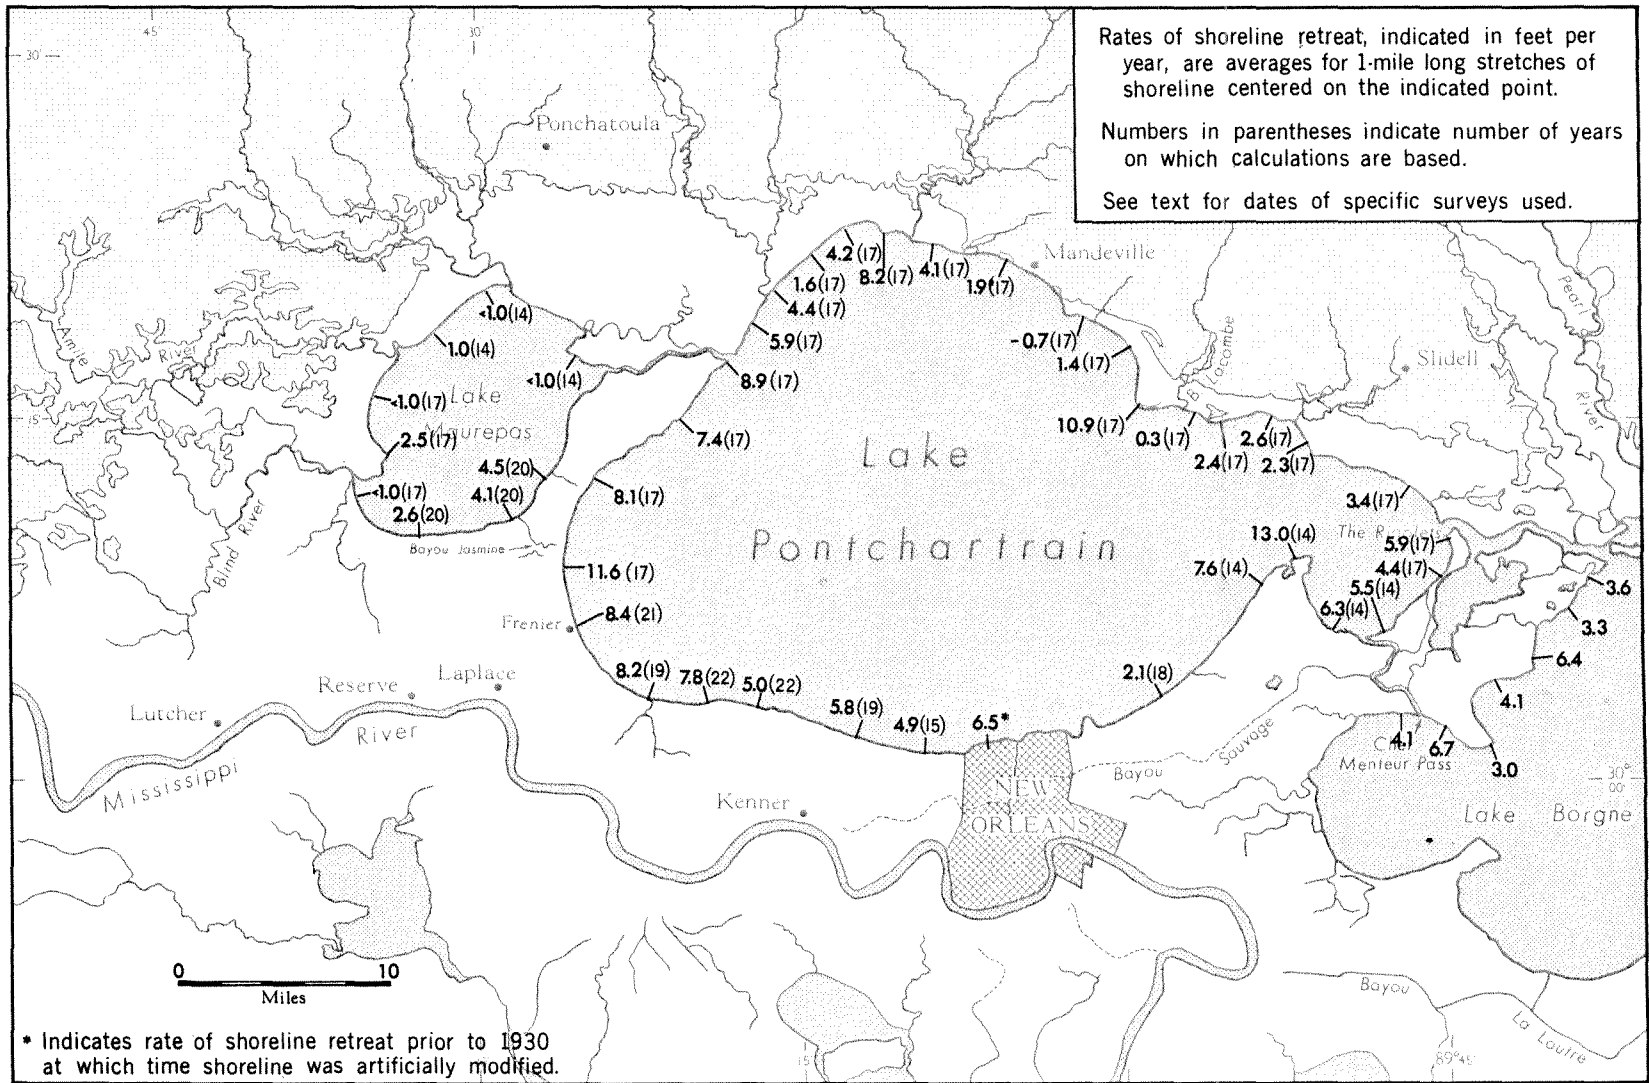 Rates of shoreline retreat, indicated in feet per
year, are averages for 1-mile long stretches of
shoreline centered on the indicated point.
Numbers in parentheses indicate number of years
on which calculations are based.
See text for dates of specific surveys used.
45
30
30
Ponchatoula
Mandeville
Pearl
River
4.2(17)
8.2(17)
4.1(17)
1.9(17)
1.6(17)
4.4(17)
5.9(17)
8.9(17)
7.4(17)
8.1(17)
11.6(17)
8.4(21)
<1.0(14)
1.0(14)
<1.0(14)
<1.0(17)
Lake
Maurepas
2.5(17)
4.5(20)
4.1(20)
<1.0(17)
2.6(20)
Bayou Jasmine
Amite
River
15
Blind River
-0.7(17)
1.4(17)
B. Lacombe
Slidell
10.9(17)
0.3(17)
2.4(17)
2.6(17)
2.3(17)
3.4(17)
Lake
Pontchartrain
The Rigolets
13.0(14)
7.6(14)
5.9(17)
4.4(17)
5.5(14)
6.3(14)
3.6
3.3
6.4
4.1
Frenier
8.2(19)
7.8(22)
5.0(22)
5.8(19)
4.9(15)
6.5*
2.1(18)
Reserve
Laplace
Lutcher
Mississippi
River
Kenner
NEW
ORLEANS
Bayou
Sauvage
4.1
6.7
3.0
Menteur Pass
30°
00'
Lake Borgne
0 10
Miles
15'
Bayou
La Loutre
89°45'
* Indicates rate of shoreline retreat prior to 1930
at which time shoreline was artificially modified.